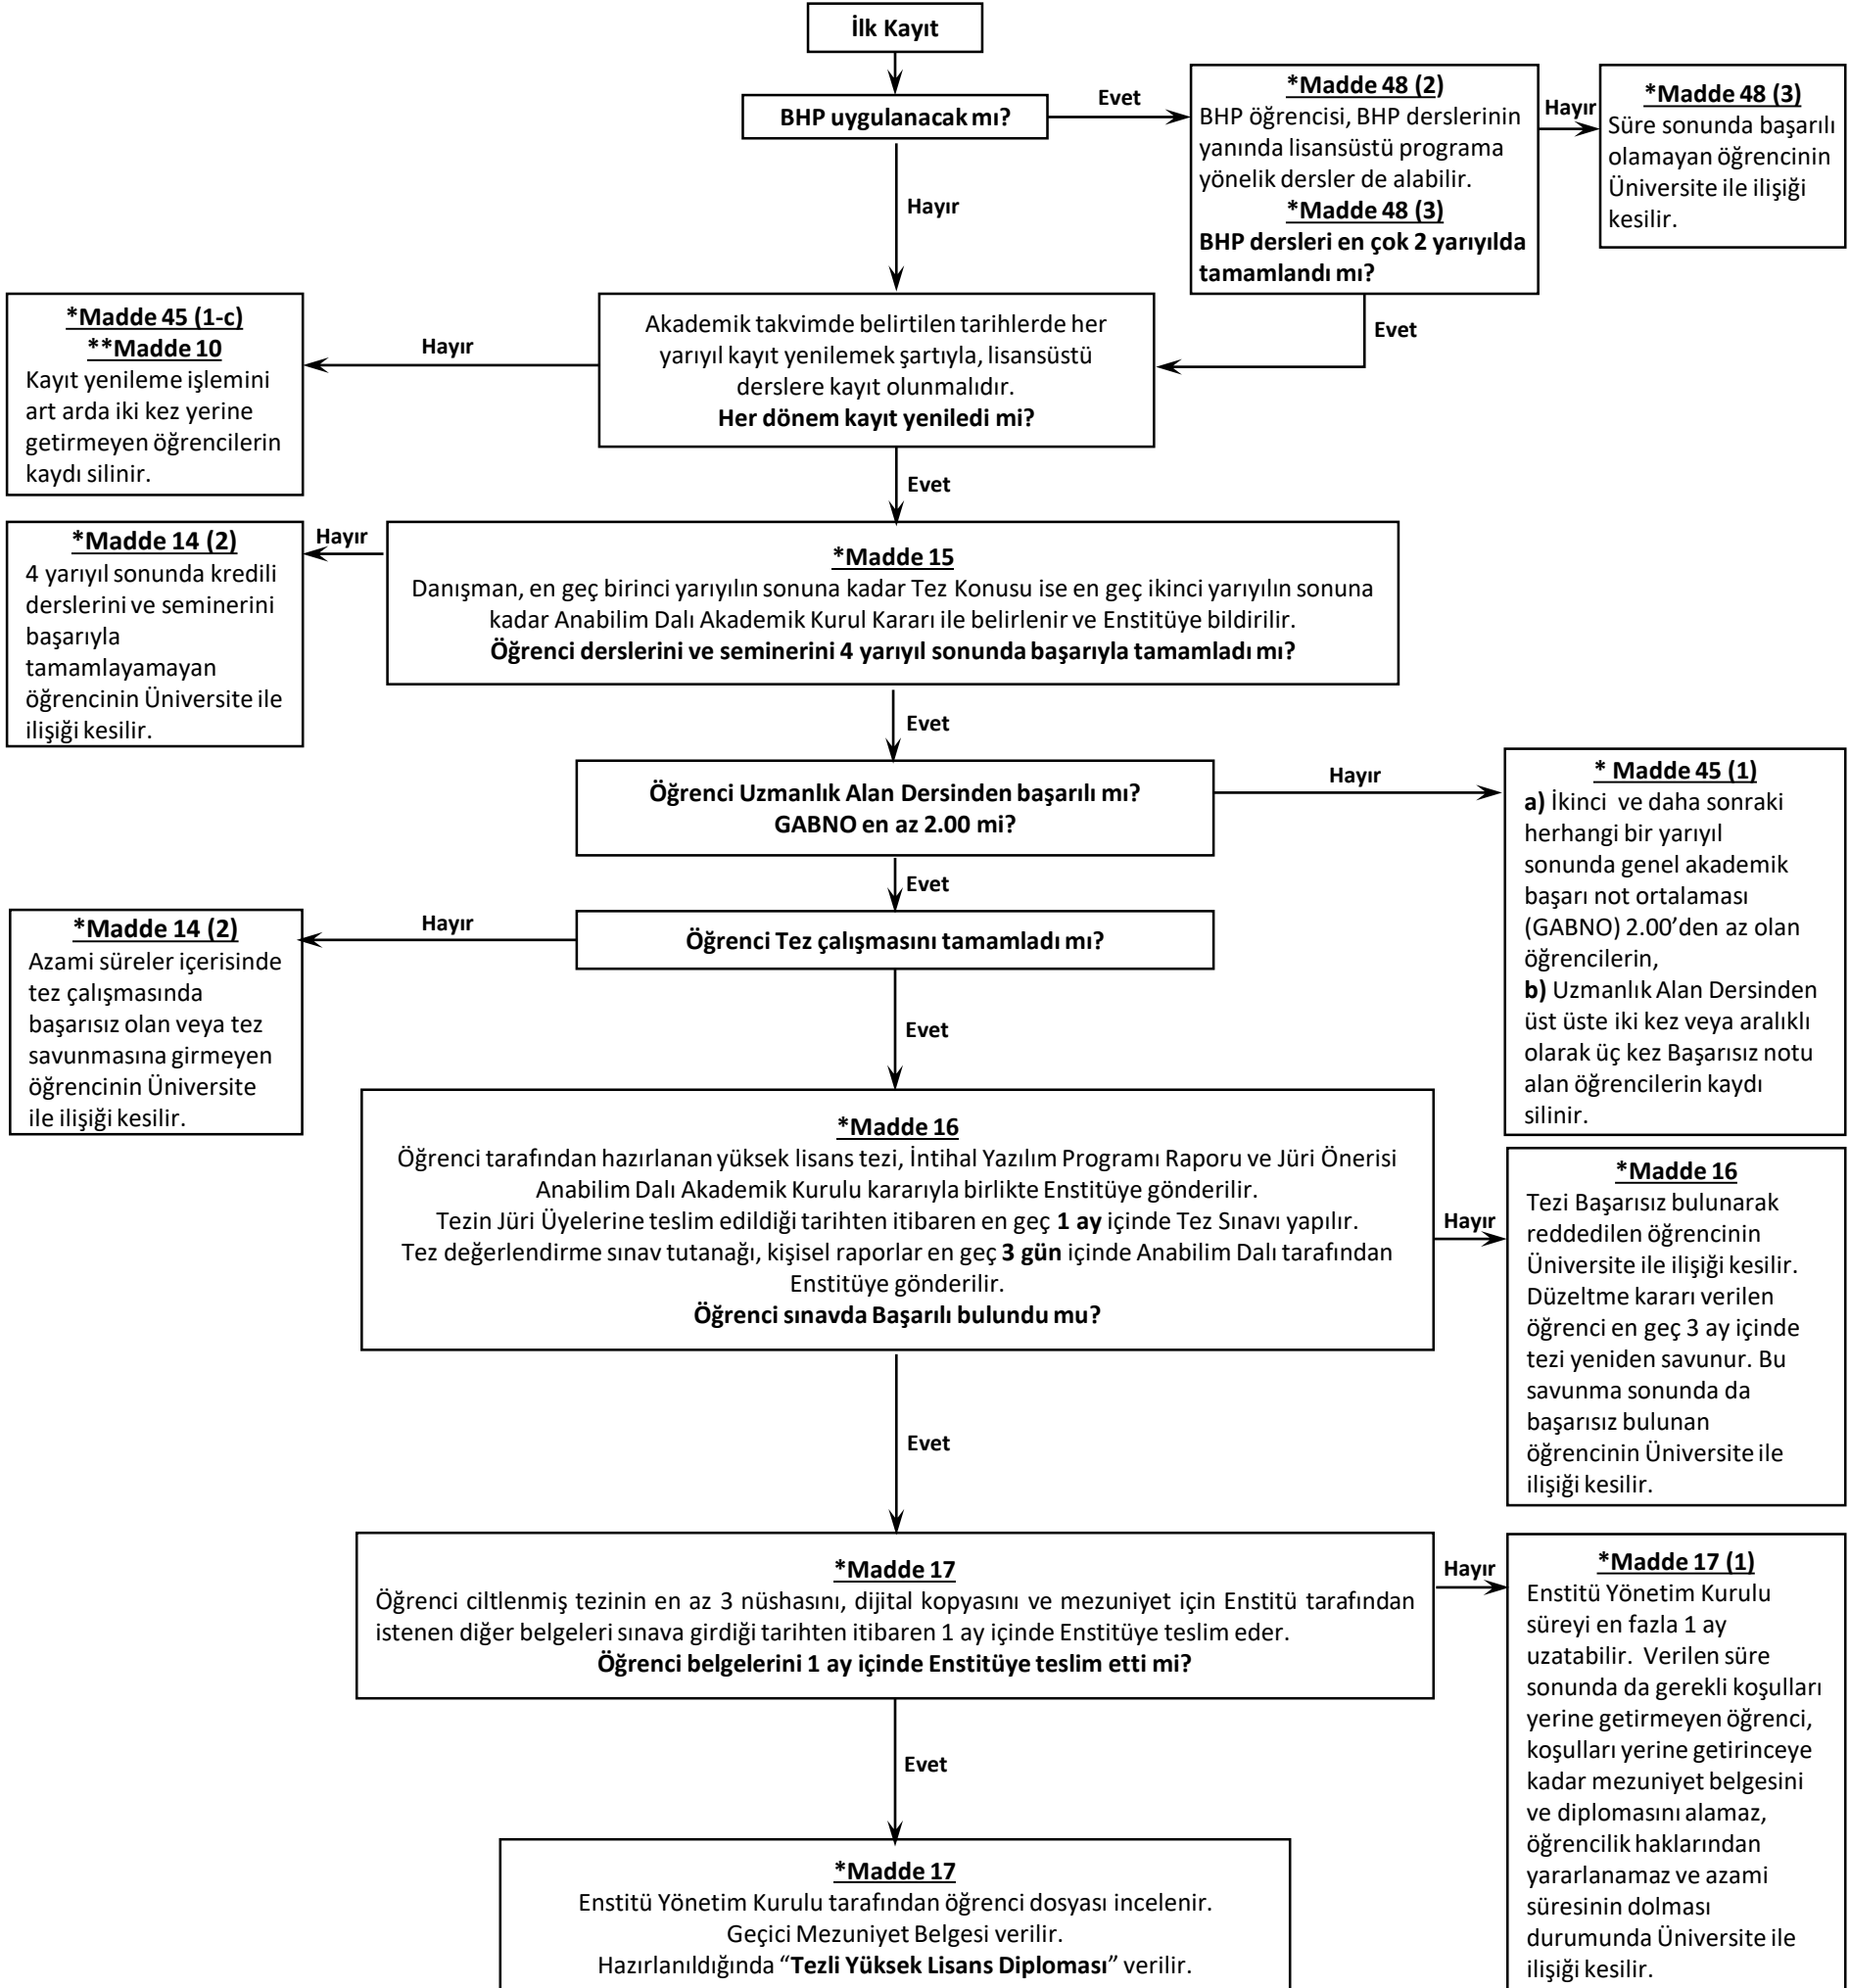 İlk Kayıt
BHP uygulanacak mı?
Evet
*Madde 48 (2)
BHP öğrencisi, BHP derslerinin
yanında lisansüstü programa
yönelik dersler de alabilir.
*Madde 48 (3)
BHP dersleri en çok 2 yarıyılda
tamamlandı mı?
Hayır
*Madde 48 (3)
Süre sonunda başarılı
olamayan öğrencinin
Üniversite ile ilişiği
kesilir.
Hayır
Evet
Akademik takvimde belirtilen tarihlerde her
yarıyıl kayıt yenilemek şartıyla, lisansüstü
derslere kayıt olunmalıdır.
Her dönem kayıt yeniledi mi?
Hayır
*Madde 45 (1-c)
**Madde 10
Kayıt yenileme işlemini
art arda iki kez yerine
getirmeyen öğrencilerin
kaydı silinir.
Evet
*Madde 15
Danışman, en geç birinci yarıyılın sonuna kadar Tez Konusu ise en geç ikinci yarıyılın sonuna
kadar Anabilim Dalı Akademik Kurul Kararı ile belirlenir ve Enstitüye bildirilir.
Öğrenci derslerini ve seminerini 4 yarıyıl sonunda başarıyla tamamladı mı?
Hayır
*Madde 14 (2)
4 yarıyıl sonunda kredili
derslerini ve seminerini
başarıyla
tamamlayamayan
öğrencinin Üniversite ile
ilişiği kesilir.
Evet
Öğrenci Uzmanlık Alan Dersinden başarılı mı?
GABNO en az 2.00 mi?
Hayır
* Madde 45 (1)
a) İkinci ve daha sonraki
herhangi bir yarıyıl
sonunda genel akademik
başarı not ortalaması
(GABNO) 2.00’den az olan
öğrencilerin,
b) Uzmanlık Alan Dersinden
üst üste iki kez veya aralıklı
olarak üç kez Başarısız notu
alan öğrencilerin kaydı
silinir.
Evet
Öğrenci Tez çalışmasını tamamladı mı?
Hayır
*Madde 14 (2)
Azami süreler içerisinde
tez çalışmasında
başarısız olan veya tez
savunmasına girmeyen
öğrencinin Üniversite
ile ilişiği kesilir.
Evet
*Madde 16
Öğrenci tarafından hazırlanan yüksek lisans tezi, İntihal Yazılım Programı Raporu ve Jüri Önerisi
Anabilim Dalı Akademik Kurulu kararıyla birlikte Enstitüye gönderilir.
Tezin Jüri Üyelerine teslim edildiği tarihten itibaren en geç 1 ay içinde Tez Sınavı yapılır.
Tez değerlendirme sınav tutanağı, kişisel raporlar en geç 3 gün içinde Anabilim Dalı tarafından
Enstitüye gönderilir.
Öğrenci sınavda Başarılı bulundu mu?
Hayır
*Madde 16
Tezi Başarısız bulunarak
reddedilen öğrencinin
Üniversite ile ilişiği kesilir.
Düzeltme kararı verilen
öğrenci en geç 3 ay içinde
tezi yeniden savunur. Bu
savunma sonunda da
başarısız bulunan
öğrencinin Üniversite ile
ilişiği kesilir.
Evet
*Madde 17
Öğrenci ciltlenmiş tezinin en az 3 nüshasını, dijital kopyasını ve mezuniyet için Enstitü tarafından
istenen diğer belgeleri sınava girdiği tarihten itibaren 1 ay içinde Enstitüye teslim eder.
Öğrenci belgelerini 1 ay içinde Enstitüye teslim etti mi?
Hayır
*Madde 17 (1)
Enstitü Yönetim Kurulu
süreyi en fazla 1 ay
uzatabilir. Verilen süre
sonunda da gerekli koşulları
yerine getirmeyen öğrenci,
koşulları yerine getirinceye
kadar mezuniyet belgesini
ve diplomasını alamaz,
öğrencilik haklarından
yararlanamaz ve azami
süresinin dolması
durumunda Üniversite ile
ilişiği kesilir.
Evet
*Madde 17
Enstitü Yönetim Kurulu tarafından öğrenci dosyası incelenir.
Geçici Mezuniyet Belgesi verilir.
Hazırlanıldığında “Tezli Yüksek Lisans Diploması” verilir.